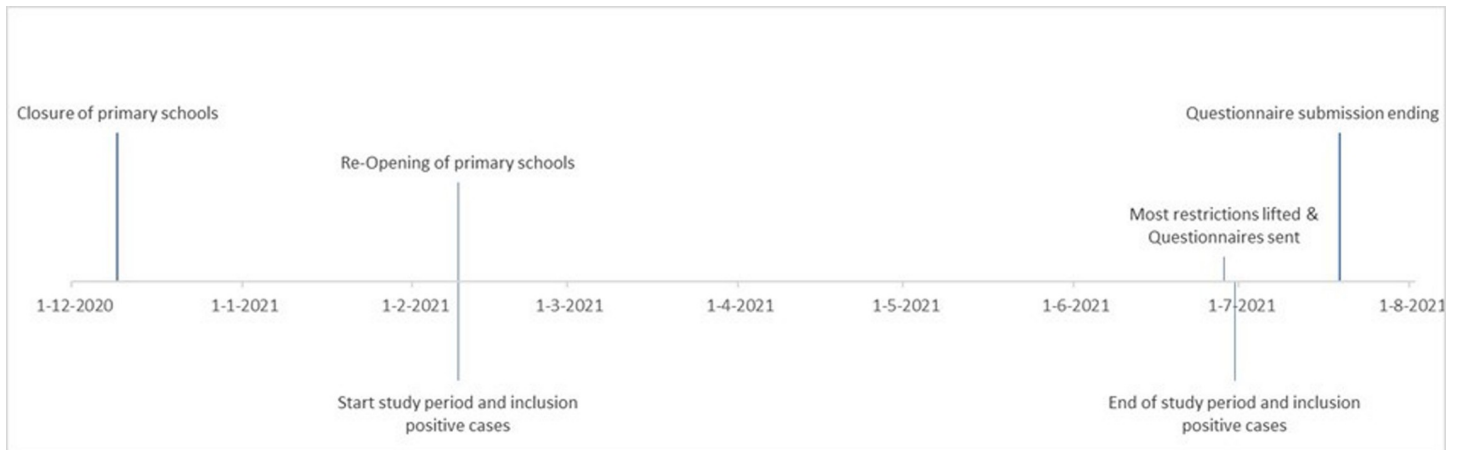 Closure of primary schools
Questionnaire submission ending
Re-Opening of primary schools
Most restrictions lifted &
Questionnaires sent
1-12-2020
1-1-2021
1-2-2021
1-3-2021
1-4-2021
1-5-2021
1-6-2021
1-7-2021
1-8-2021
Start study period and inclusion
positive cases
End of study period and inclusion
positive cases